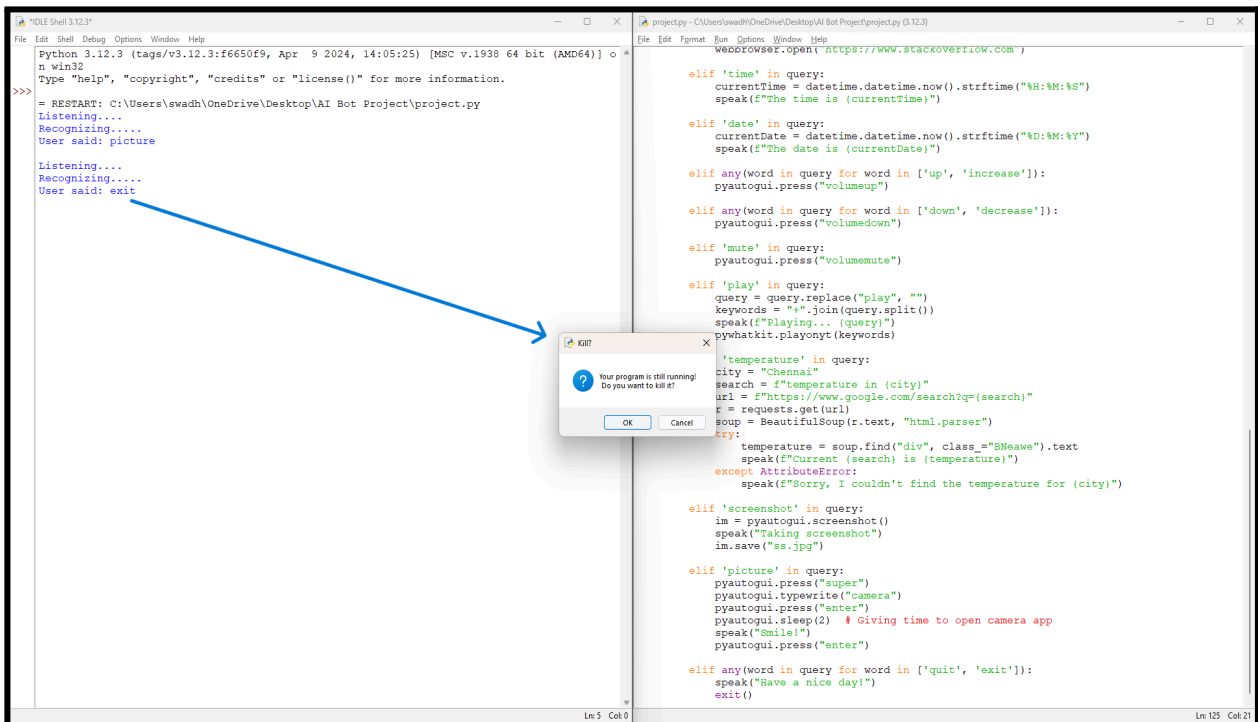 *IDLE Shell 3.12.3*
File Edit Shell Debug Options Window Help
Python 3.12.3 (tags/v3.12.3:f6650f9, Apr  9 2024, 14:05:25) [MSC v.1938 64 bit (AMD64)] o
n win32
Type "help", "copyright", "credits" or "license()" for more information.
>>>
= RESTART: C:\Users\swadh\OneDrive\Desktop\AI Bot Project\project.py
Listening....
Recognizing.....
User said: picture
Listening....
Recognizing.....
User said: exit
Ln: 5 Col: 0
project.py - C:\Users\swadh\OneDrive\Desktop\AI Bot Project\project.py (3.12.3)
File Edit Format Run Options Window Help
webbrowser.open("https://www.stackoverflow.com")
elif 'time' in query:
currentTime = datetime.datetime.now().strftime("%H:%M:%S")
speak(f"The time is {currentTime}")
elif 'date' in query:
currentDate = datetime.datetime.now().strftime("%D:%M:%Y")
speak(f"The date is {currentDate}")
elif any(word in query for word in ['up', 'increase']):
pyautogui.press("volumeup")
elif any(word in query for word in ['down', 'decrease']):
pyautogui.press("volumedown")
elif 'mute' in query:
pyautogui.press("volumemute")
elif 'play' in query:
query = query.replace("play", "")
keywords = "+".join(query.split())
speak(f"Playing... {query}")
pywhatkit.playonyt(keywords)
'temperature' in query:
city = "Chennai"
search = f"temperature in {city}"
url = f"https://www.google.com/search?q={search}"
r = requests.get(url)
soup = BeautifulSoup(r.text, "html.parser")
try:
temperature = soup.find("div", class_="BNeawe").text
speak(f"Current {search} is {temperature}")
except AttributeError:
speak(f"Sorry, I couldn't find the temperature for {city}")
elif 'screenshot' in query:
im = pyautogui.screenshot()
speak("Taking screenshot")
im.save("ss.jpg")
elif 'picture' in query:
pyautogui.press("super")
pyautogui.typewrite("camera")
pyautogui.press("enter")
pyautogui.sleep(2)  # Giving time to open camera app
speak("Smile!")
pyautogui.press("enter")
elif any(word in query for word in ['quit', 'exit']):
speak("Have a nice day!")
exit()
Ln: 125 Col: 21
Kill?
Your program is still running!
Do you want to kill it?
OK Cancel